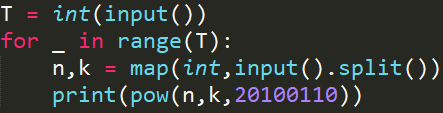 T = int(input())
for _ in range(T):
    n,k = map(int,input().split())
    print(pow(n,k,20100110))